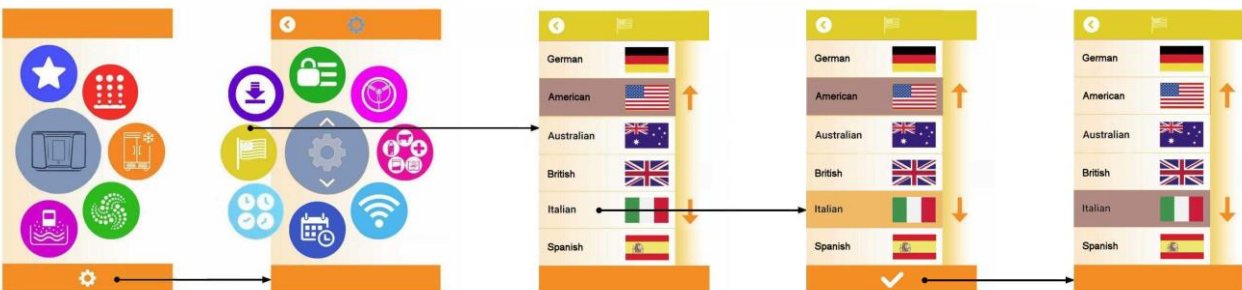 German
American
Australian
British
Italian
Spanish
German
American
Australian
British
Italian
Spanish
German
American
Australian
British
Italian
Spanish